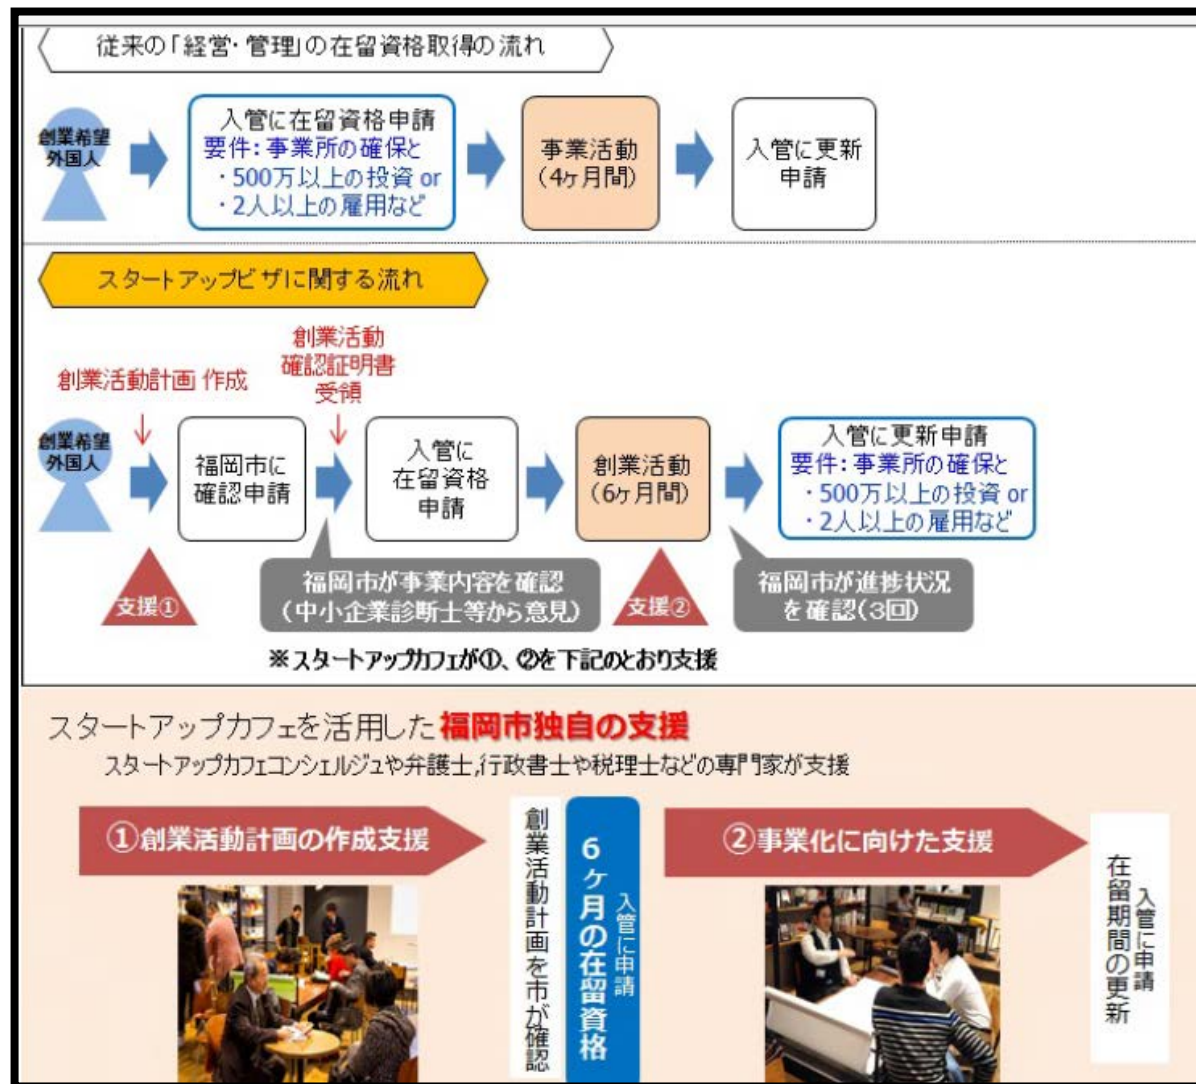 従来の「経営・管理」の在留資格取得の流れ
創業希望
外国人
入管に在留資格申請
要件：事業所の確保と
・500万以上の投資 or
・2人以上の雇用など
事業活動
(4ヶ月間)
入管に更新
申請
スタートアップビザに関する流れ
創業活動計画 作成
創業活動
確認証明書
受領
創業希望
外国人
福岡市に
確認申請
入管に
在留資格
申請
創業活動
(6ヶ月間)
入管に更新申請
要件：事業所の確保と
・500万以上の投資 or
・2人以上の雇用など
支援①
福岡市が事業内容を確認
(中小企業診断士等から意見)
支援②
福岡市が進捗状況
を確認(3回)
※スタートアップカフェが①、②を下記のとおり支援
スタートアップカフェを活用した福岡市独自の支援
スタートアップカフェコンシェルジュや弁護士,行政書士や税理士などの専門家が支援
①創業活動計画の作成支援
創業活動計画を市が確認
入管に申請
6ヶ月の在留資格
②事業化に向けた支援
入管に申請
在留期間の更新